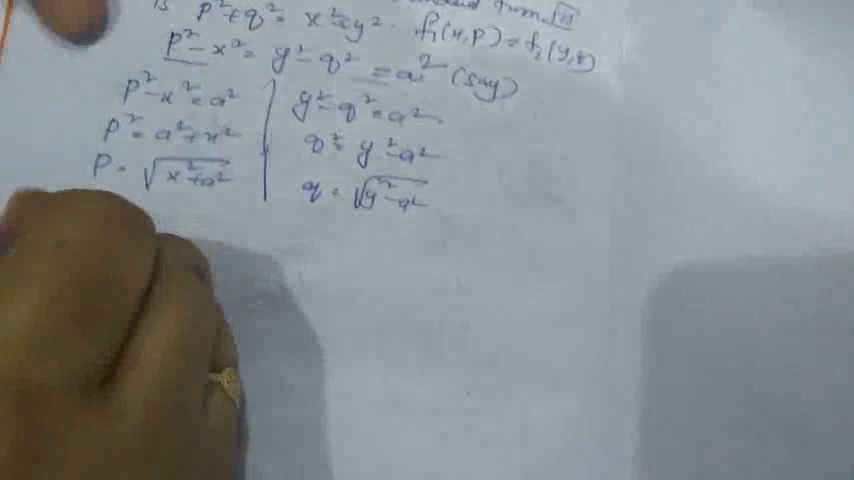 is p² + q² = x² + y². f₁(x,p) = f₂(y,q)
p² - x² = y² - q² = a² (say)
p² - x² = a²
p² = a² + x²
p = √x² + a²
y² - q² = a²
q² = y² - a²
q = √y² - a²